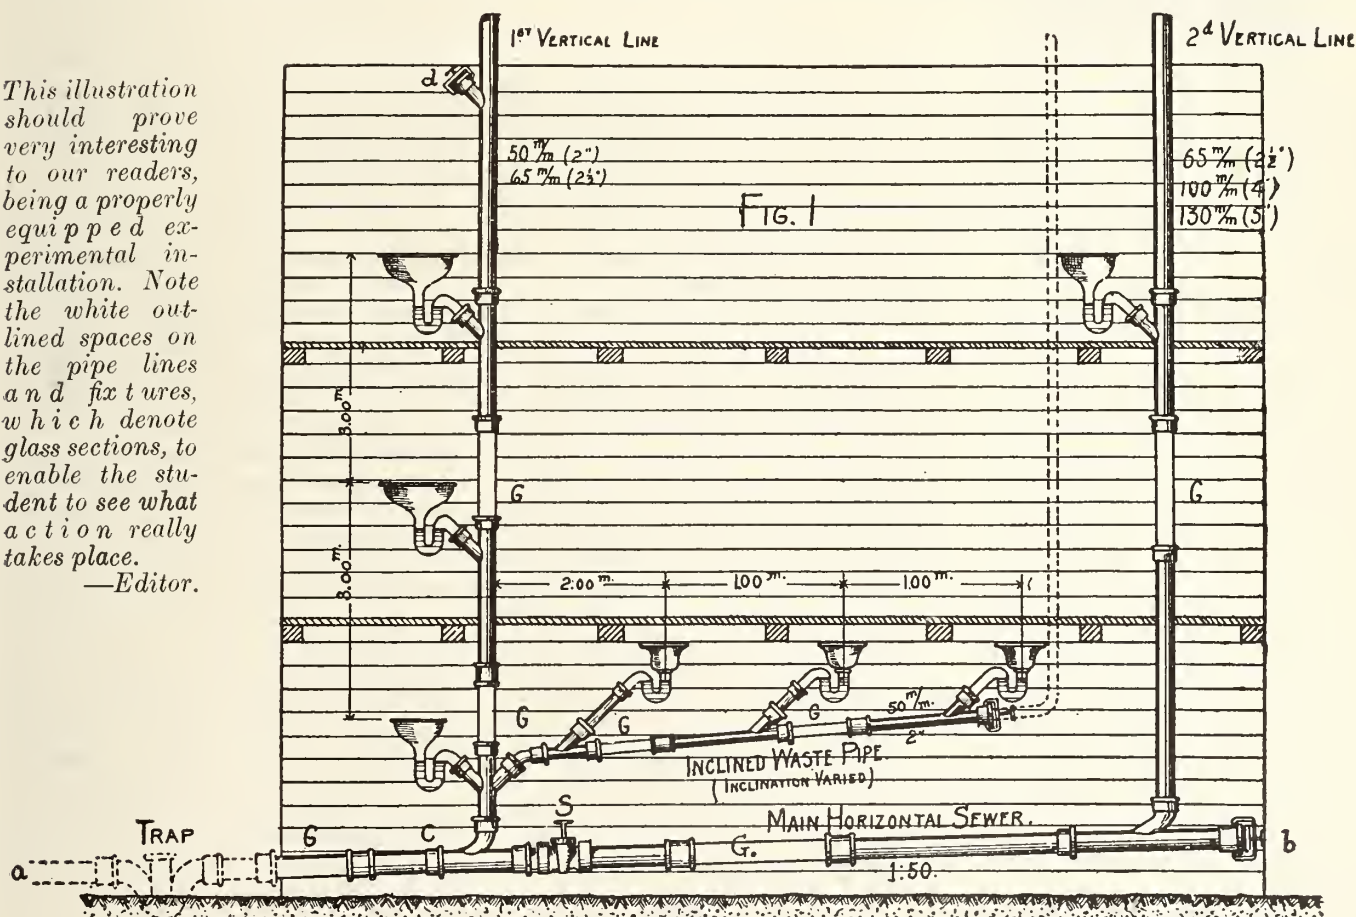 This illustration
should prove
very interesting
to our readers,
being a properly
equipped ex-
perimental in-
stallation. Note
the white out-
lined spaces on
the pipe lines
and fixtures,
which denote
glass sections, to
enable the stu-
dent to see what
action really
takes place.
—Editor.
1ST VERTICAL LINE
2d VERTICAL LINE
d
50 m/m (2")
65 m/m (2½")
FIG. 1
65 m/m (2½")
100 m/m (4")
130 m/m (5")
3.00 m
G
G
3.00 m.
2.00 m.
1.00 m.
1.00 m.
G
G
G
50 m/m.
2"
INCLINED WASTE PIPE.
(INCLINATION VARIED)
S
MAIN HORIZONTAL SEWER.
TRAP
G
C
G.
b
a
1:50.